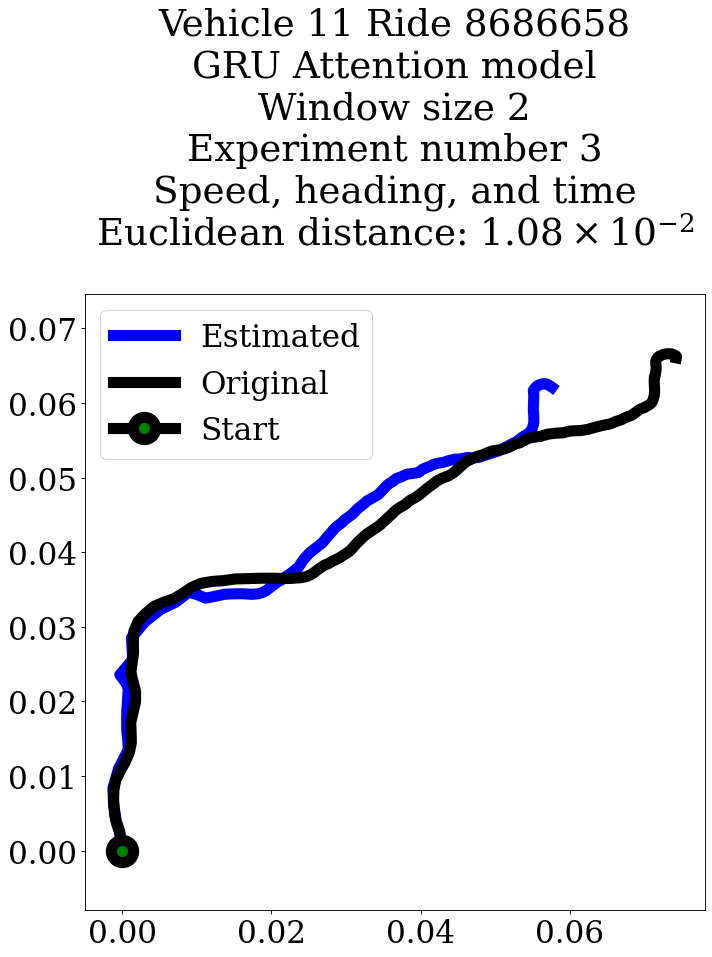 Vehicle 11 Ride 8686658
GRU Attention model
Window size 2
Experiment number 3
Speed, heading, and time
Euclidean distance: 1.08 × 10⁻²
Estimated
Original
Start
0.07
0.06
0.05
0.04
0.03
0.02
0.01
0.00
0.00 0.02 0.04 0.06